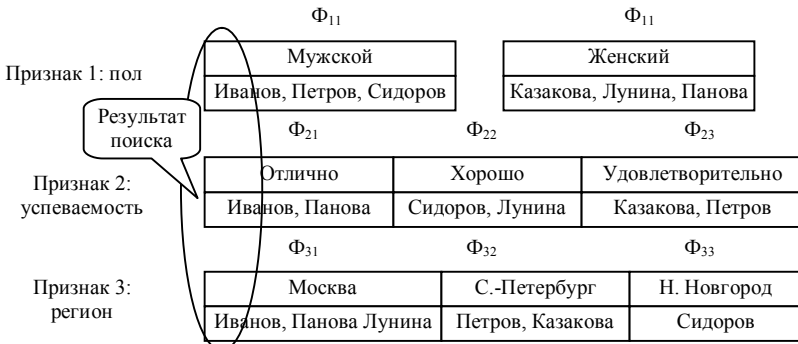 Ф11 Ф11
Признак 1: пол
Мужской Женский
Иванов, Петров, Сидоров Казакова, Лунина, Панова
Результат
поиска
Ф21 Ф22 Ф23
Признак 2:
успеваемость
Отлично Хорошо Удовлетворительно
Иванов, Панова Сидоров, Лунина Казакова, Петров
Ф31 Ф32 Ф33
Признак 3:
регион
Москва С.-Петербург Н. Новгород
Иванов, Панова Лунина Петров, Казакова Сидоров